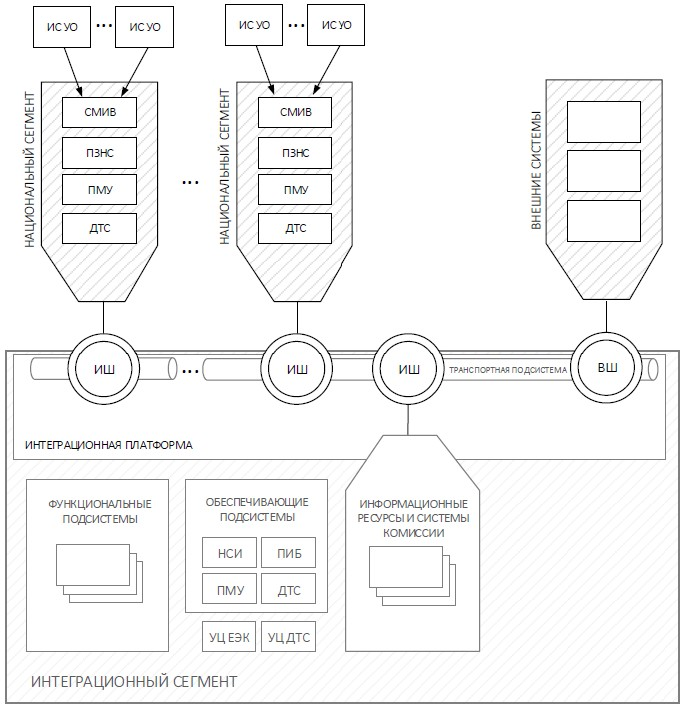 ИС УО ... ИС УО
ИС УО ... ИС УО
НАЦИОНАЛЬНЫЙ СЕГМЕНТ
СМИВ
ПЗНС
ПМУ
ДТС
...
НАЦИОНАЛЬНЫЙ СЕГМЕНТ
СМИВ
ПЗНС
ПМУ
ДТС
ВНЕШНИЕ СИСТЕМЫ
ИШ
...
ИШ
ИШ
ТРАНСПОРТНАЯ ПОДСИСТЕМА
ВШ
ИНТЕГРАЦИОННАЯ ПЛАТФОРМА
ФУНКЦИОНАЛЬНЫЕ
ПОДСИСТЕМЫ
ОБЕСПЕЧИВАЮЩИЕ
ПОДСИСТЕМЫ
НСИ
ПИБ
ПМУ
ДТС
УЦ ЕЭК
УЦ ДТС
ИНФОРМАЦИОННЫЕ
РЕСУРСЫ И СИСТЕМЫ
КОМИССИИ
ИНТЕГРАЦИОННЫЙ СЕГМЕНТ